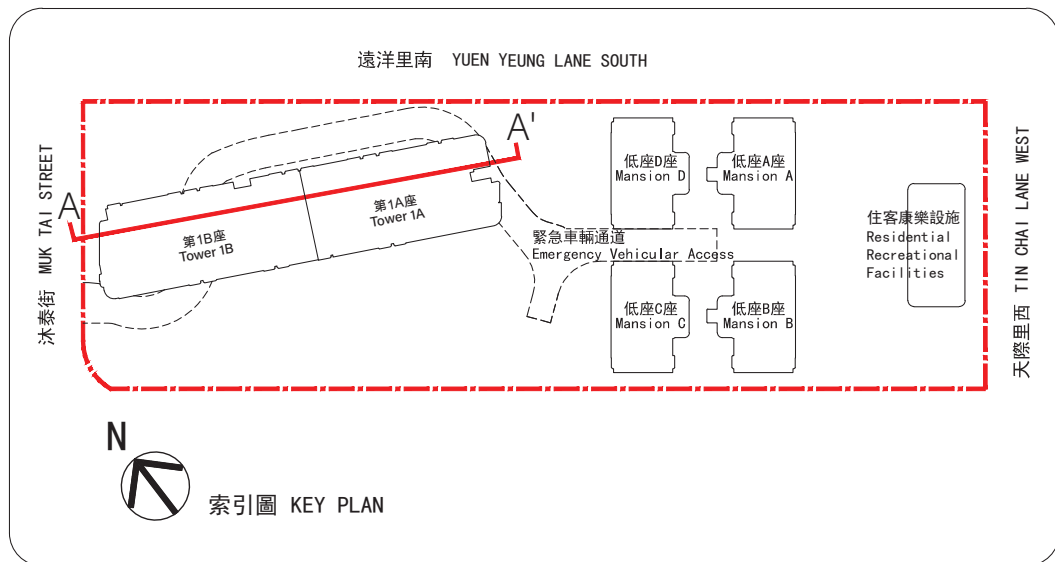 遠洋里南 YUEN YEUNG LANE SOUTH
沐泰街 MUK TAI STREET
天際里西 TIN CHAI LANE WEST
A
A'
第1B座
Tower 1B
第1A座
Tower 1A
低座D座
Mansion D
低座A座
Mansion A
緊急車輛通道
Emergency Vehicular Access
低座C座
Mansion C
低座B座
Mansion B
住客康樂設施
Residential
Recreational
Facilities
N
索引圖 KEY PLAN